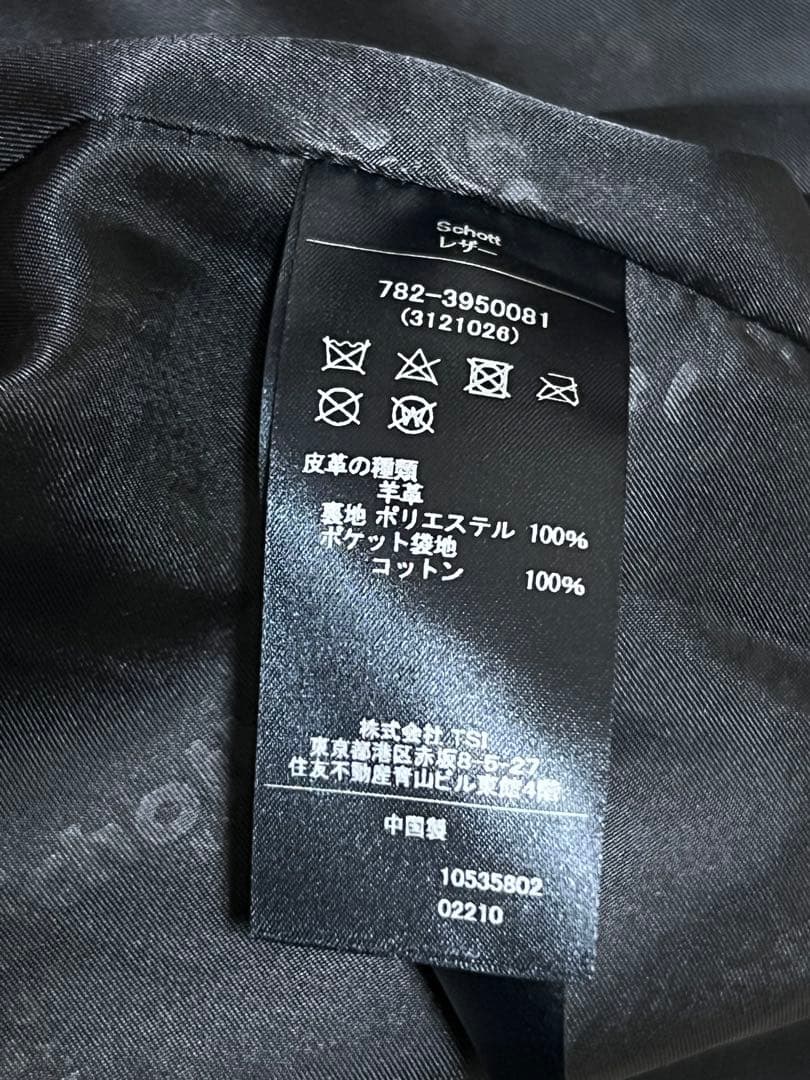 Schott
レザー
782-3950081
(3121026)
皮革の種類
羊革
裏地 ポリエステル 100%
ポケット袋地
コットン 100%
株式会社 TSI
東京都港区赤坂8-5-27
住友不動産青山ビル東館4階
中国製
10535802
02210